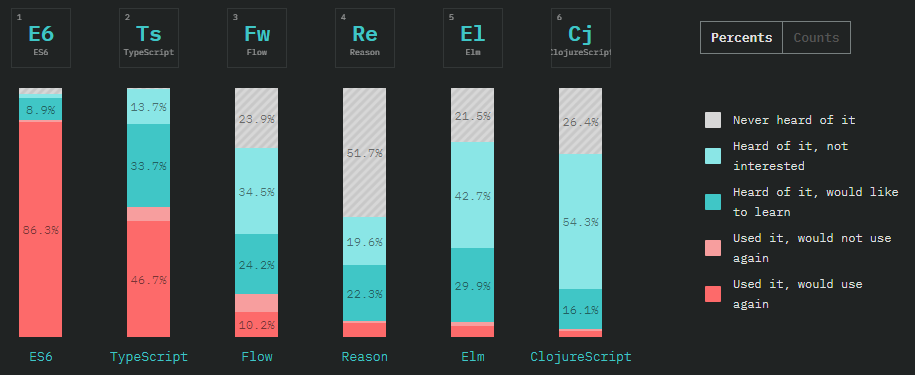 1 2 3 4 5 6
E6 Ts Fw Re El Cj
ES6 TypeScript Flow Reason Elm ClojureScript
Percents Counts
8.9%
86.3%
ES6
13.7%
33.7%
46.7%
TypeScript
23.9%
34.5%
24.2%
10.2%
Flow
51.7%
19.6%
22.3%
Reason
21.5%
42.7%
29.9%
Elm
26.4%
54.3%
16.1%
ClojureScript
Never heard of it
Heard of it, not
interested
Heard of it, would like
to learn
Used it, would not use
again
Used it, would use
again